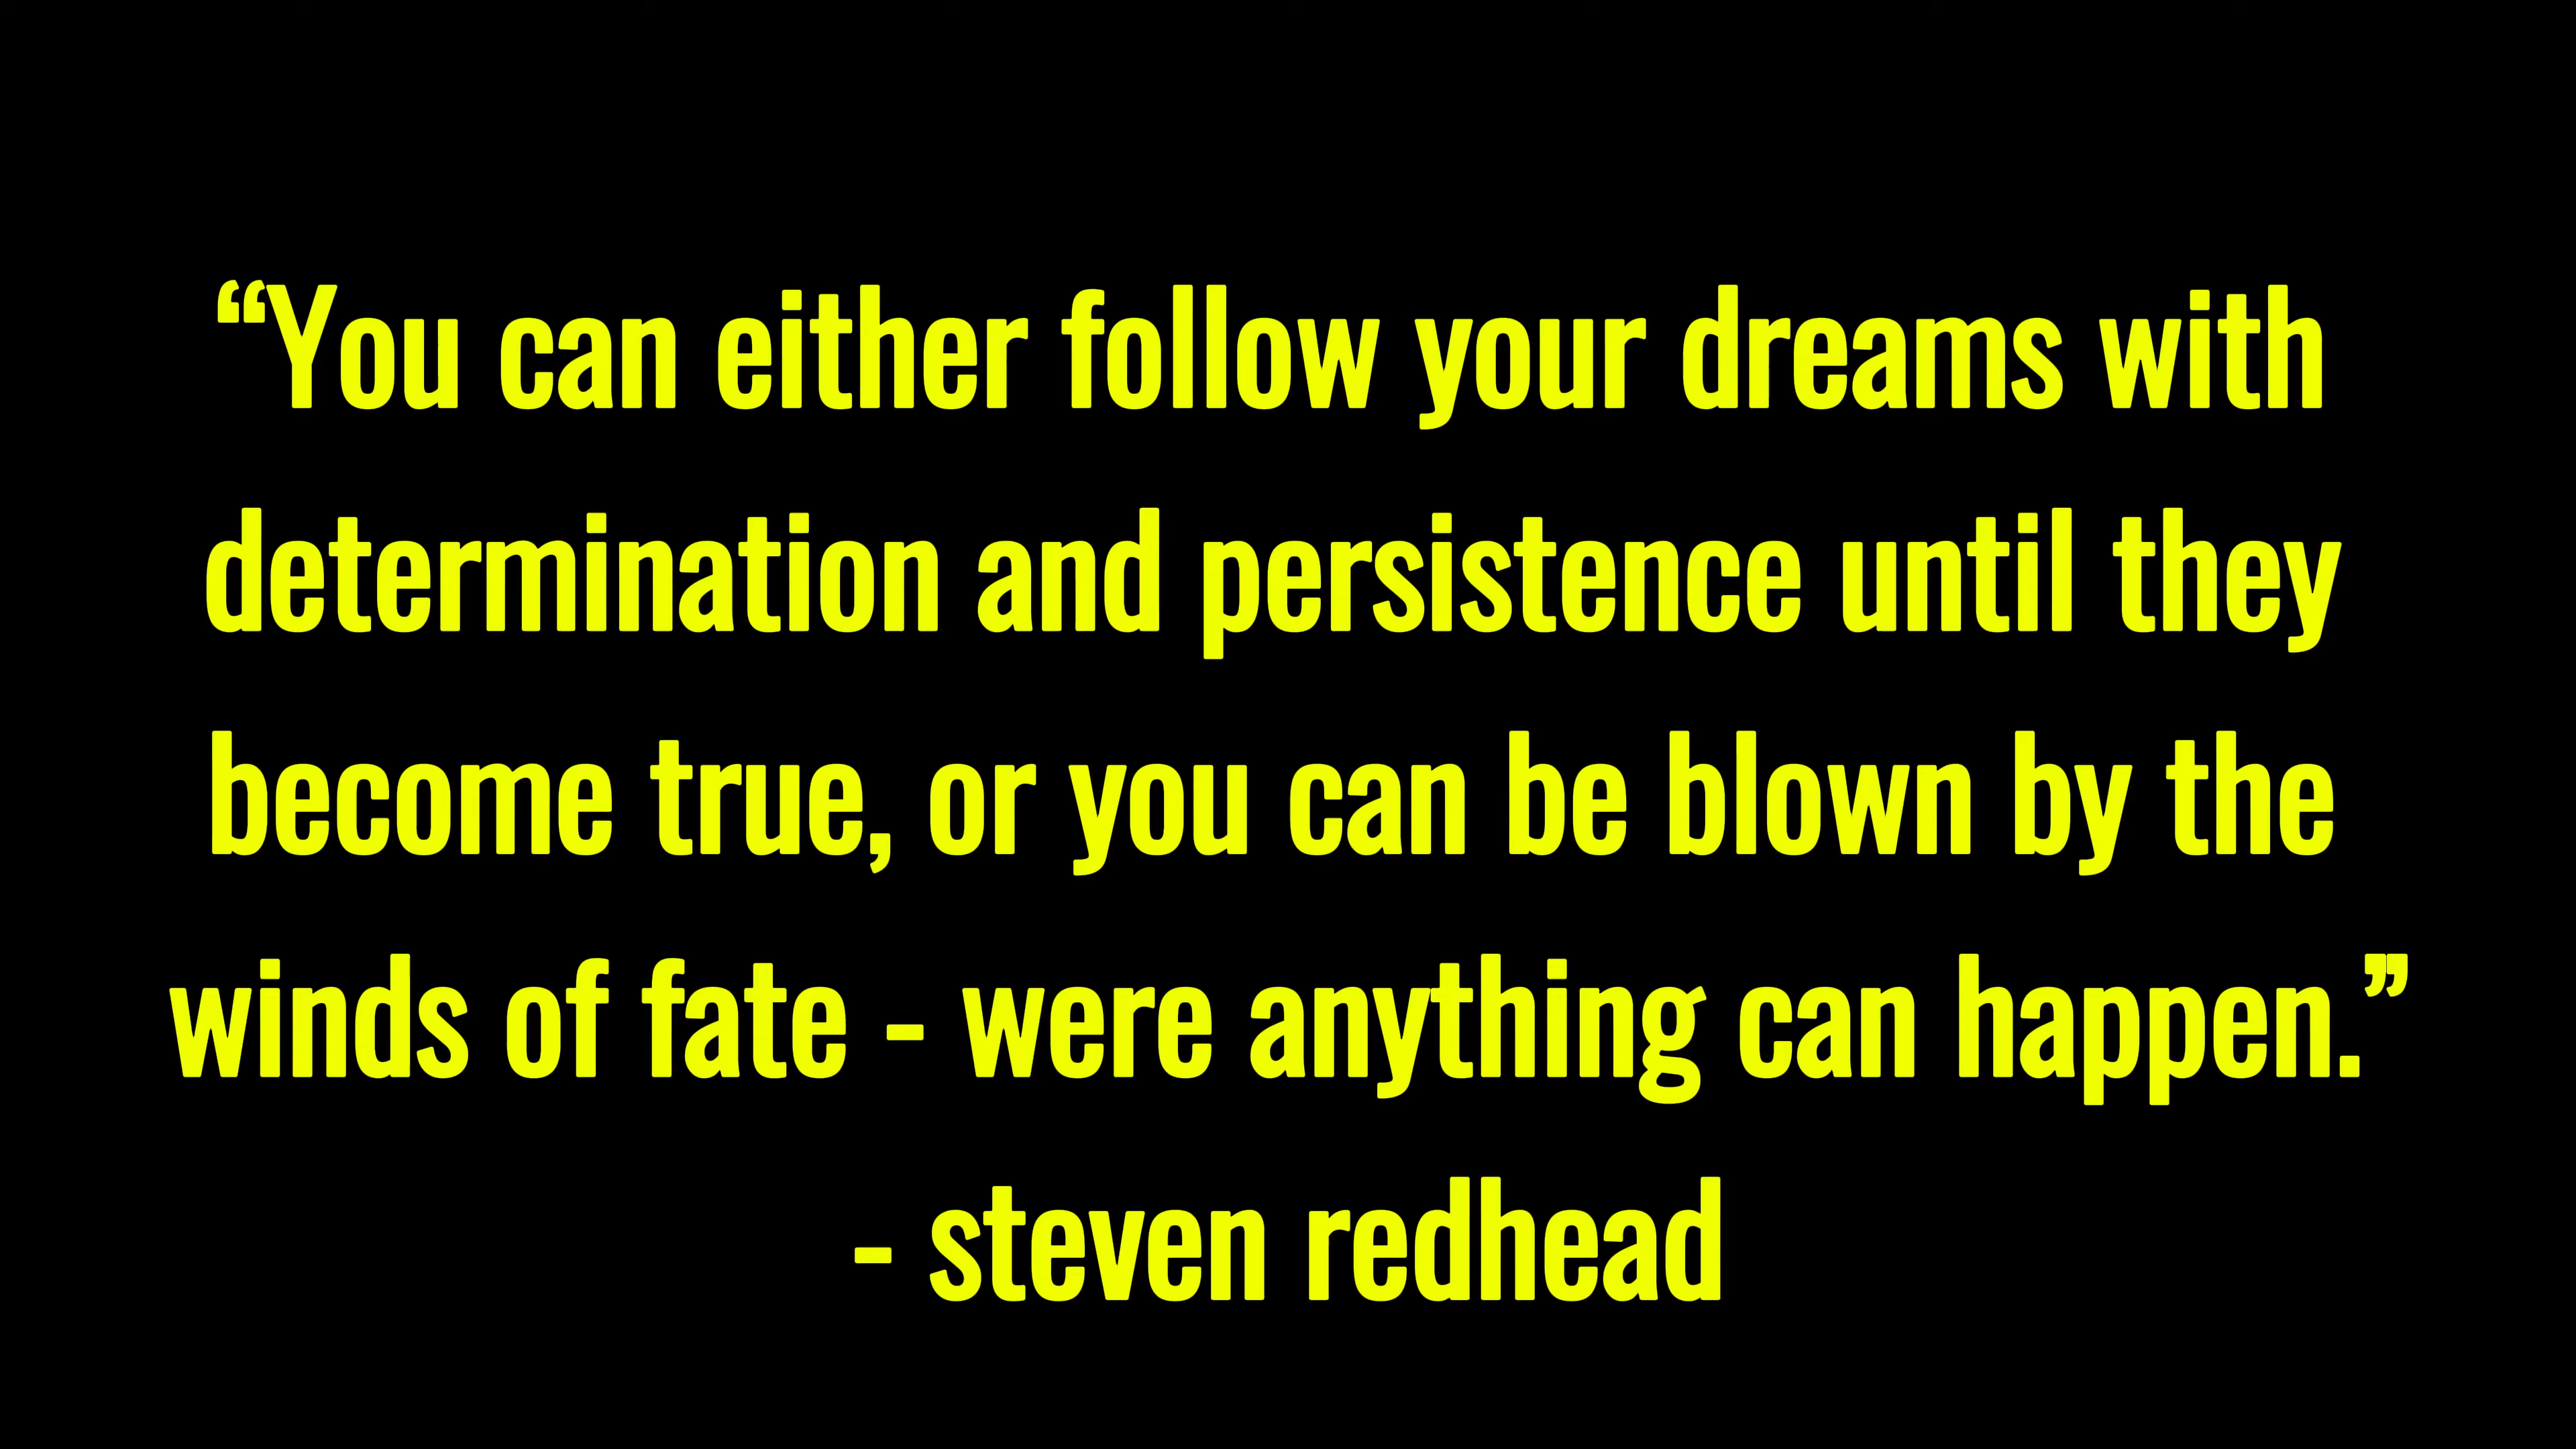 “You can either follow your dreams with
determination and persistence until they
become true, or you can be blown by the
winds of fate - were anything can happen.”
- steven redhead